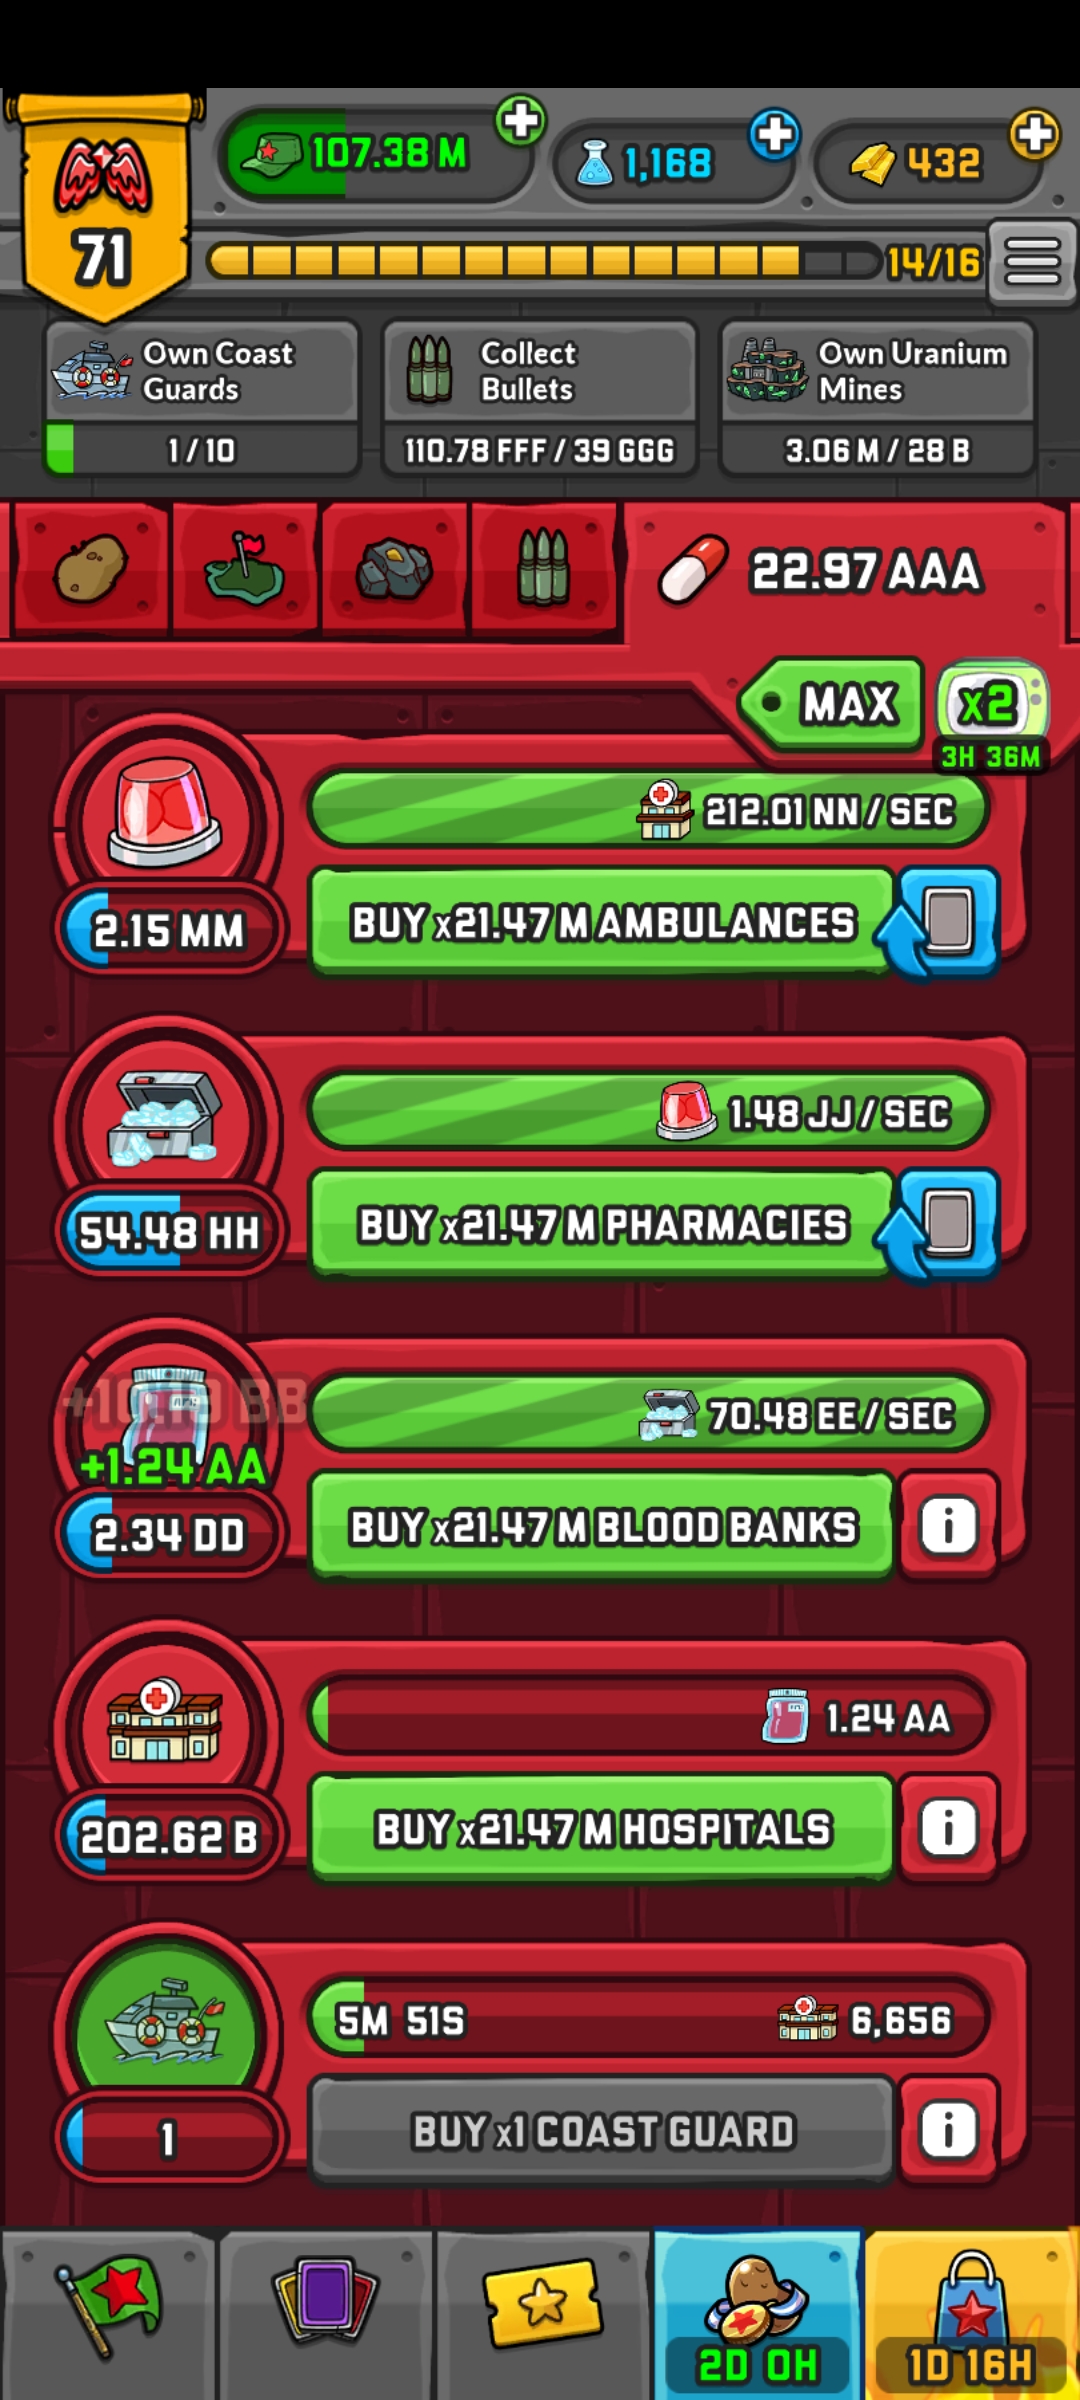 107.38 M
1,168
432
71
14/16
Own Coast
Guards
1/10
Collect
Bullets
110.78 FFF / 39 GGG
Own Uranium
Mines
3.06 M / 28 B
22.97 AAA
MAX
x2
3H 36M
212.01 NN / SEC
2.15 MM
BUY x21.47 M AMBULANCES
1.48 JJ / SEC
54.48 HH
BUY x21.47 M PHARMACIES
70.48 EE / SEC
+1.24 AA
2.34 DD
BUY x21.47 M BLOOD BANKS
i
1.24 AA
202.62 B
BUY x21.47 M HOSPITALS
i
5M 51S
6,656
1
BUY x1 COAST GUARD
i
2D 0H
1D 16H